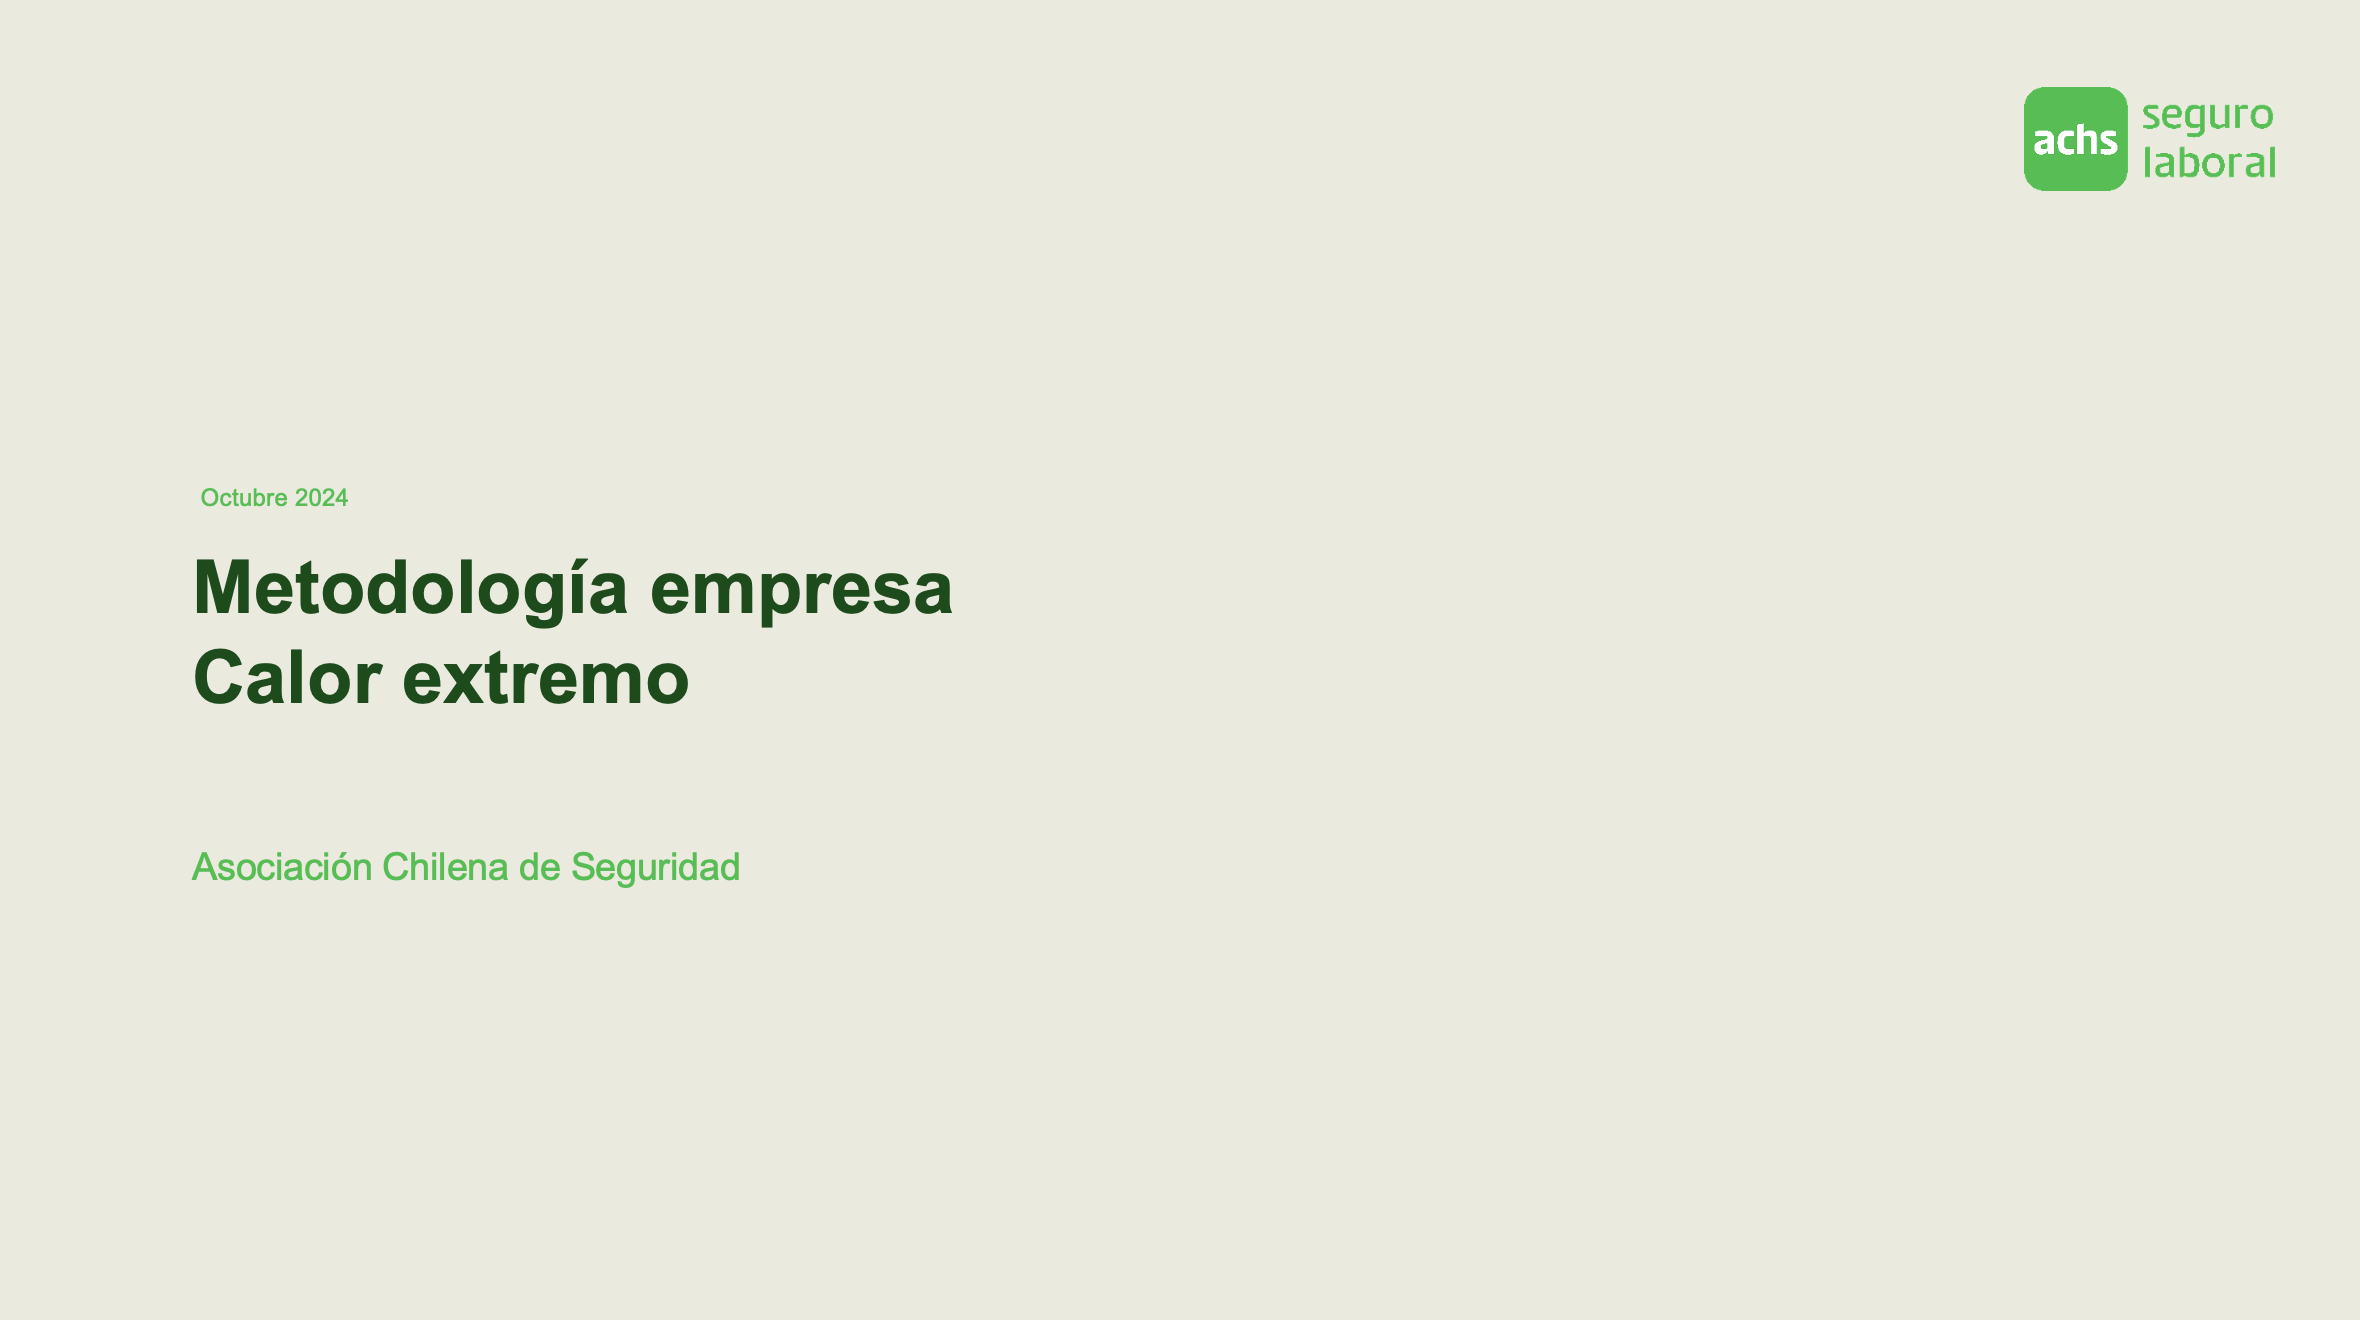 achs
seguro
laboral
Octubre 2024
Metodología empresa
Calor extremo
Asociación Chilena de Seguridad